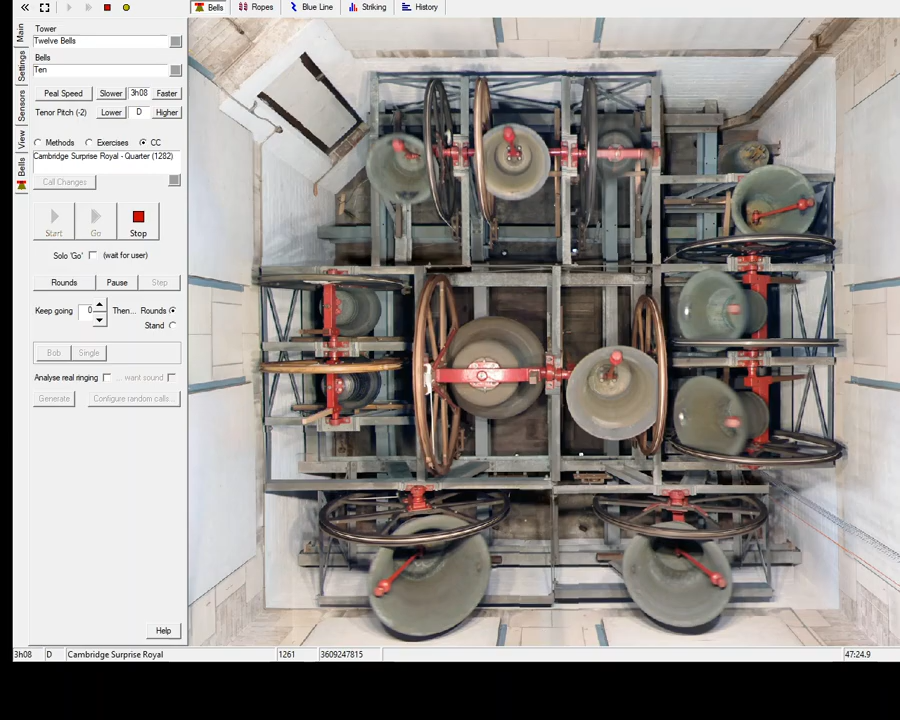 Bells Ropes Blue Line Striking History
Main
Settings
Sensors
View
Bells
Tower
Twelve Bells
Bells
Ten
Peal Speed Slower 3h08 Faster
Tenor Pitch (-2) Lower D Higher
Methods Exercises CC
Cambridge Surprise Royal - Quarter (1282)
Call Changes
Start Go Stop
Solo 'Go' (wait for user)
Rounds Pause Step
Keep going 0 Then... Rounds
Stand
Bob Single
Analyse real ringing ... want sound
Generate Configure random calls...
Help
3h08 D Cambridge Surprise Royal 1261 3609247815 47:24.9